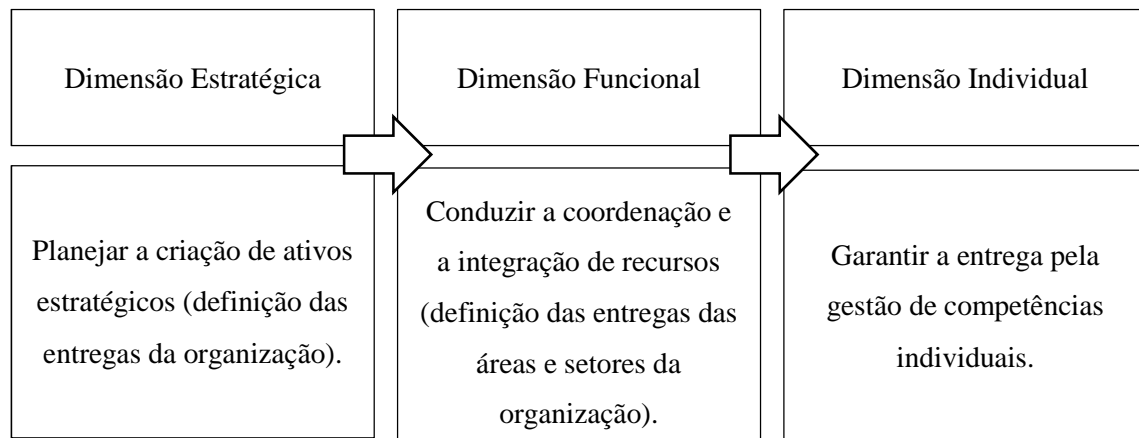 Dimensão Estratégica
Dimensão Funcional
Dimensão Individual
Planejar a criação de ativos
estratégicos (definição das
entregas da organização).
Conduzir a coordenação e
a integração de recursos
(definição das entregas das
áreas e setores da
organização).
Garantir a entrega pela
gestão de competências
individuais.